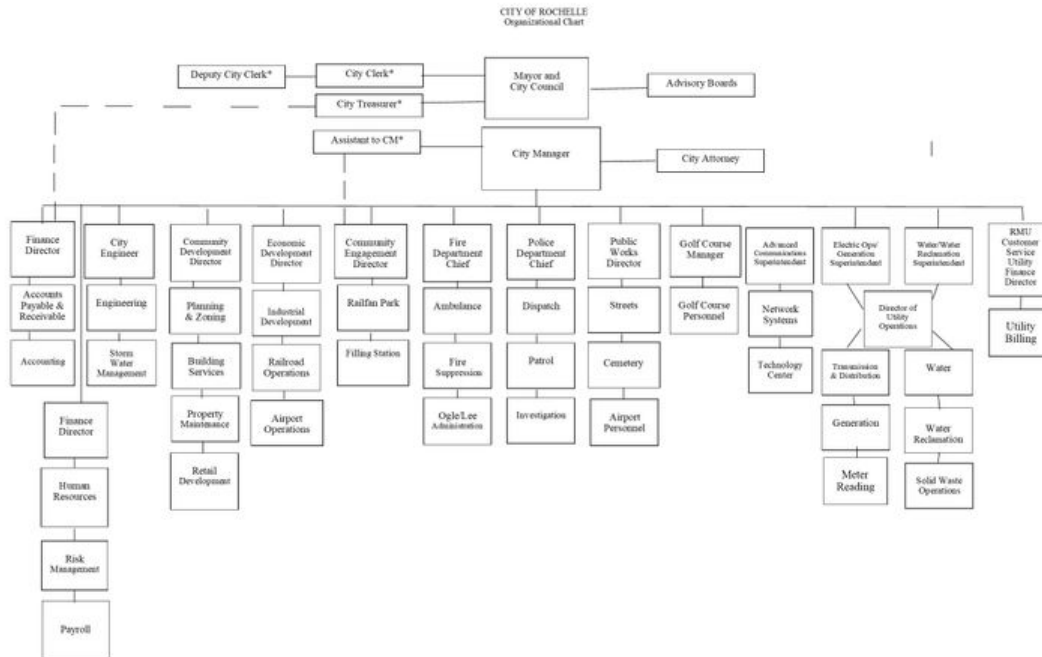 CITY OF ROCHELLE
Organizational Chart
Deputy City Clerk*
City Clerk*
Mayor and
City Council
Advisory Boards
City Treasurer*
Assistant to CM*
City Manager
City Attorney
Finance
Director
City
Engineer
Community
Development
Director
Economic
Development
Director
Community
Engagement
Director
Fire
Department
Chief
Police
Department
Chief
Public
Works
Director
Golf Course
Manager
Advanced
Communications
Superintendent
Electric Ops/
Generation
Superintendent
Water/Water
Reclamation
Superintendent
RMU
Customer
Service
Utility
Finance
Director
Accounts
Payable &
Receivable
Engineering
Planning
& Zoning
Industrial
Development
Railfan Park
Ambulance
Dispatch
Streets
Golf Course
Personnel
Network
Systems
Director of
Utility
Operations
Utility
Billing
Accounting
Storm
Water
Management
Building
Services
Railroad
Operations
Filling Station
Fire
Suppression
Patrol
Cemetery
Technology
Center
Transmission
& Distribution
Water
Finance
Director
Property
Maintenance
Airport
Operations
Ogle/Lee
Administration
Investigation
Airport
Personnel
Generation
Water
Reclamation
Human
Resources
Retail
Development
Meter
Reading
Solid Waste
Operations
Risk
Management
Payroll